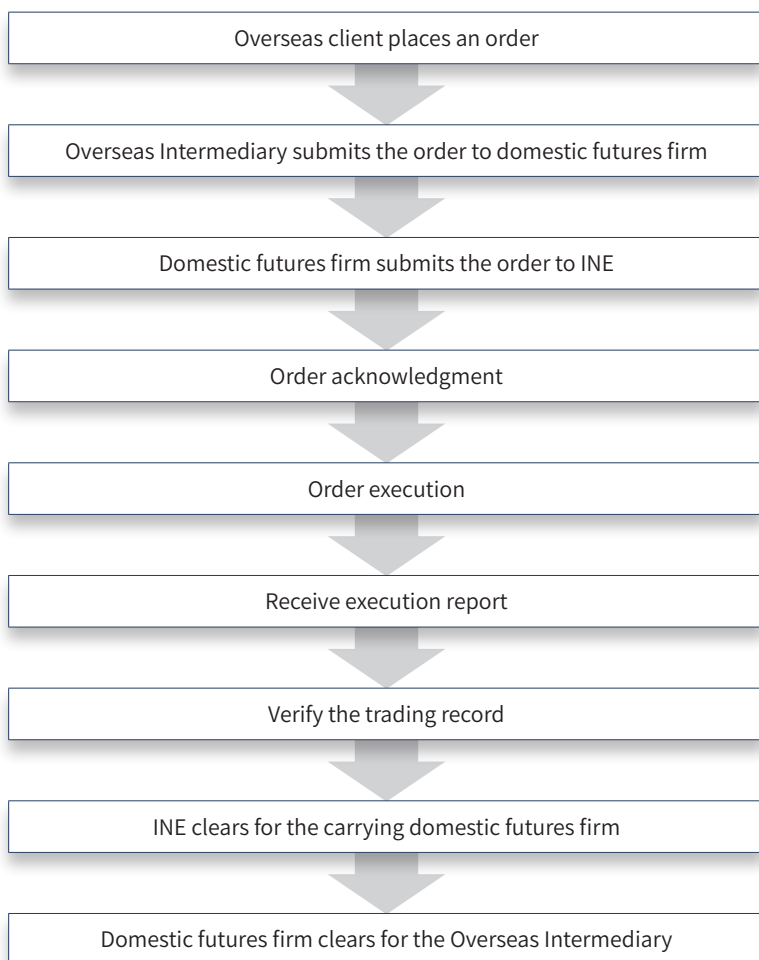 Overseas client places an order
Overseas Intermediary submits the order to domestic futures firm
Domestic futures firm submits the order to INE
Order acknowledgment
Order execution
Receive execution report
Verify the trading record
INE clears for the carrying domestic futures firm
Domestic futures firm clears for the Overseas Intermediary